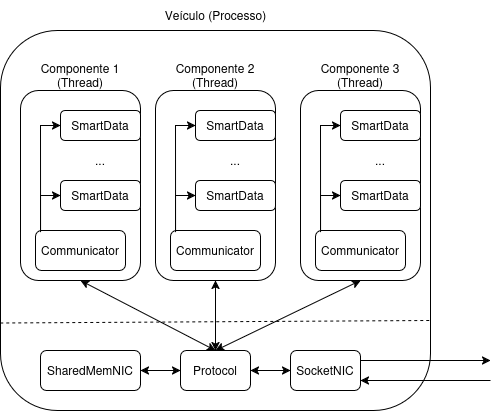 Veículo (Processo)
Componente 1
(Thread)
Componente 2
(Thread)
Componente 3
(Thread)
SmartData
SmartData
SmartData
...
...
...
SmartData
SmartData
SmartData
Communicator
Communicator
Communicator
SharedMemNIC
Protocol
SocketNIC